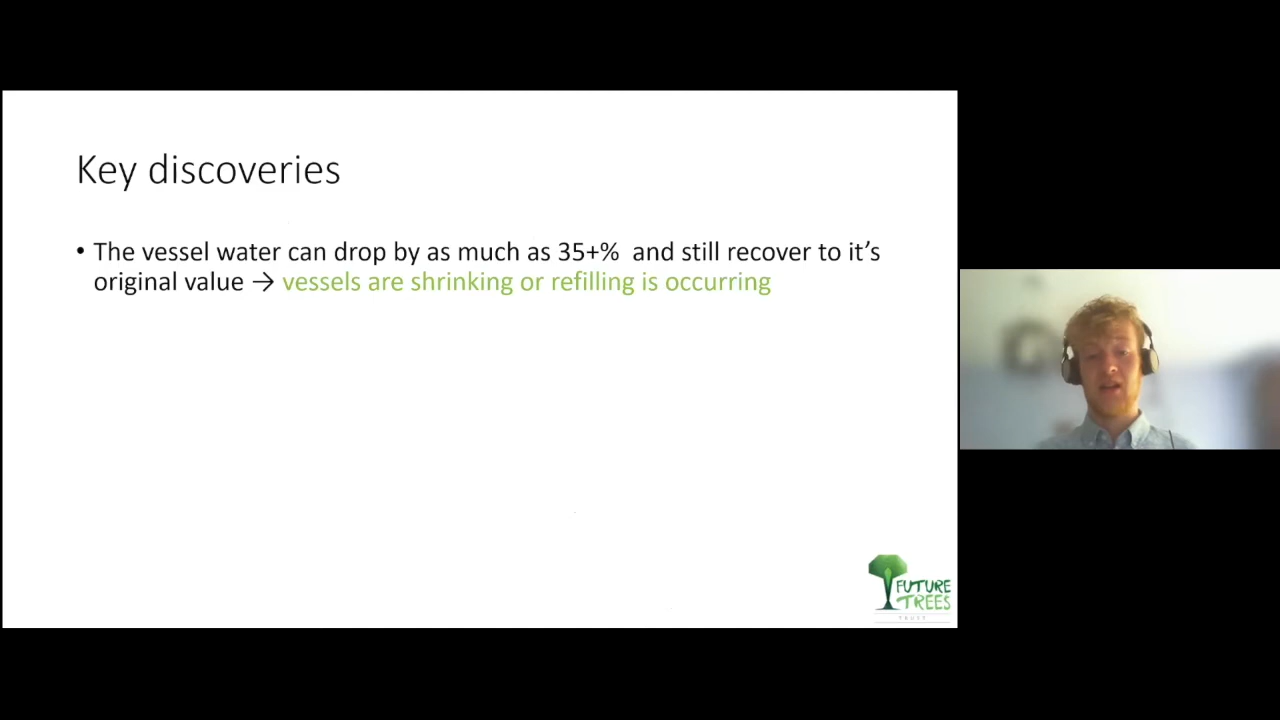 Key discoveries
• The vessel water can drop by as much as 35+% and still recover to it’s
original value → vessels are shrinking or refilling is occurring
FUTURE
TREES
TRUST